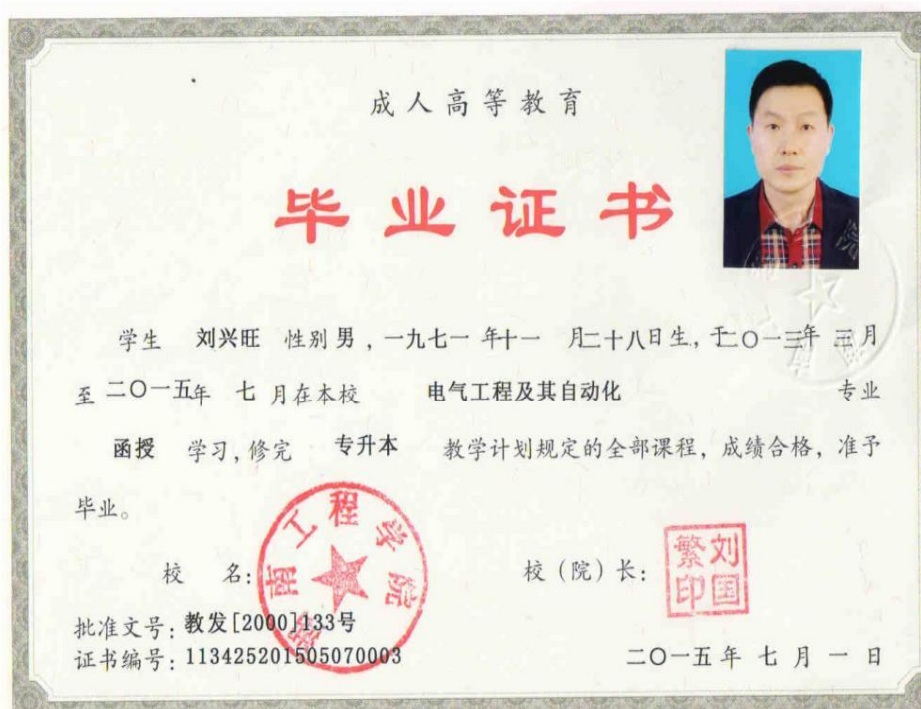 成人高等教育
毕业证书
学生 刘兴旺 性别 男，一九七一年十一月二十八日生，于二〇一三年三月
至二〇一五年七月在本校 电气工程及其自动化 专业
函授 学习，修完 专升本 教学计划规定的全部课程，成绩合格，准予
毕业。
校 名：
南工程学院
校（院）长：
刘国繁印
批准文号：教发[2000]133号
证书编号：113425201505070003
二〇一五年七月一日